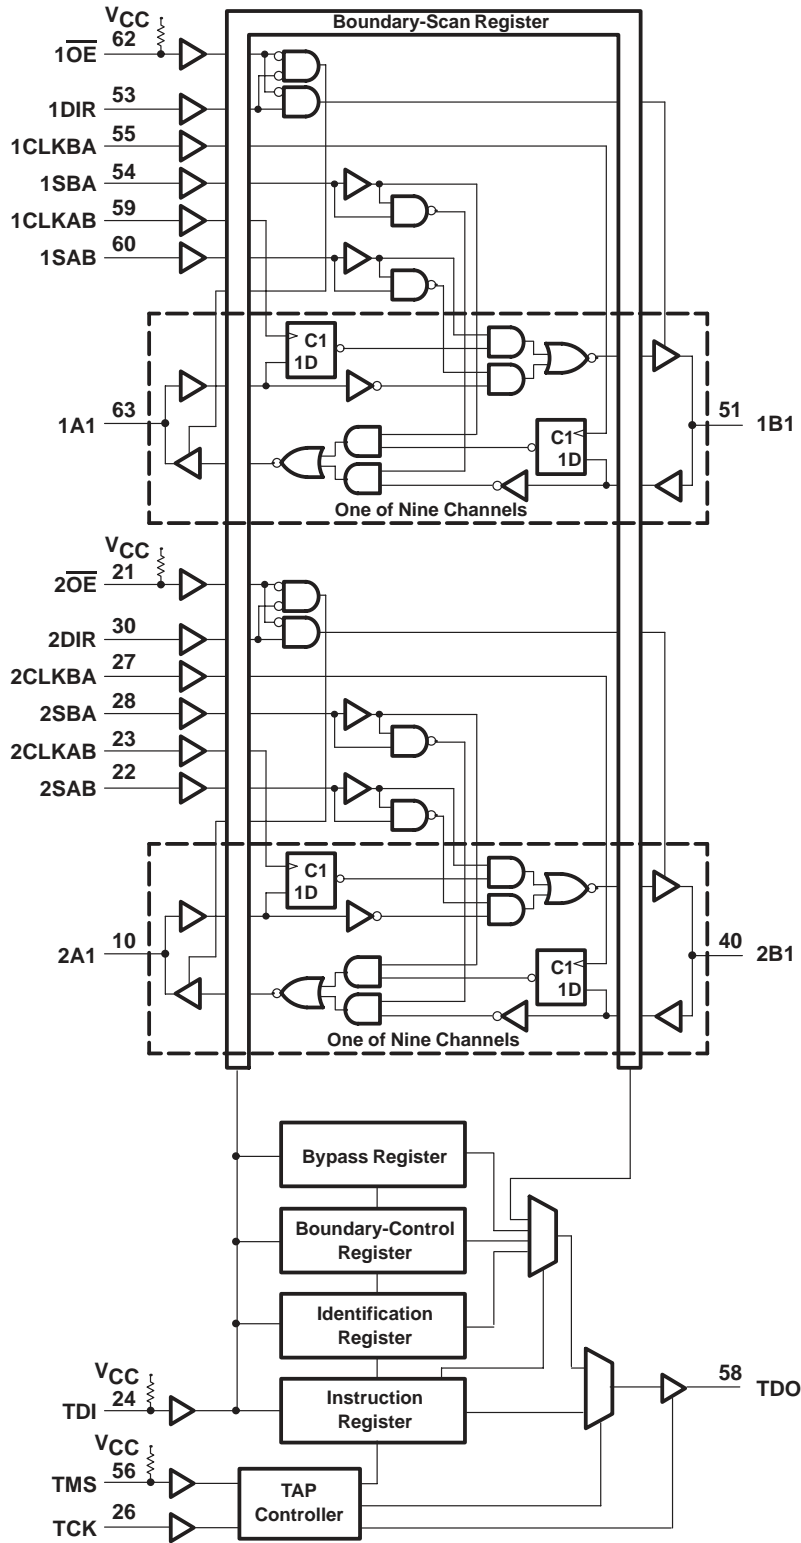 Boundary-Scan Register
VCC
1OE 62
1DIR 53
1CLKBA 55
1SBA 54
1CLKAB 59
1SAB 60
C1
1D
1A1 63
51 1B1
C1
1D
One of Nine Channels
VCC
2OE 21
2DIR 30
2CLKBA 27
2SBA 28
2CLKAB 23
2SAB 22
C1
1D
2A1 10
40 2B1
C1
1D
One of Nine Channels
Bypass Register
Boundary-Control
Register
Identification
Register
VCC
TDI 24
Instruction
Register
58 TDO
VCC
TMS 56
TAP
Controller
TCK 26